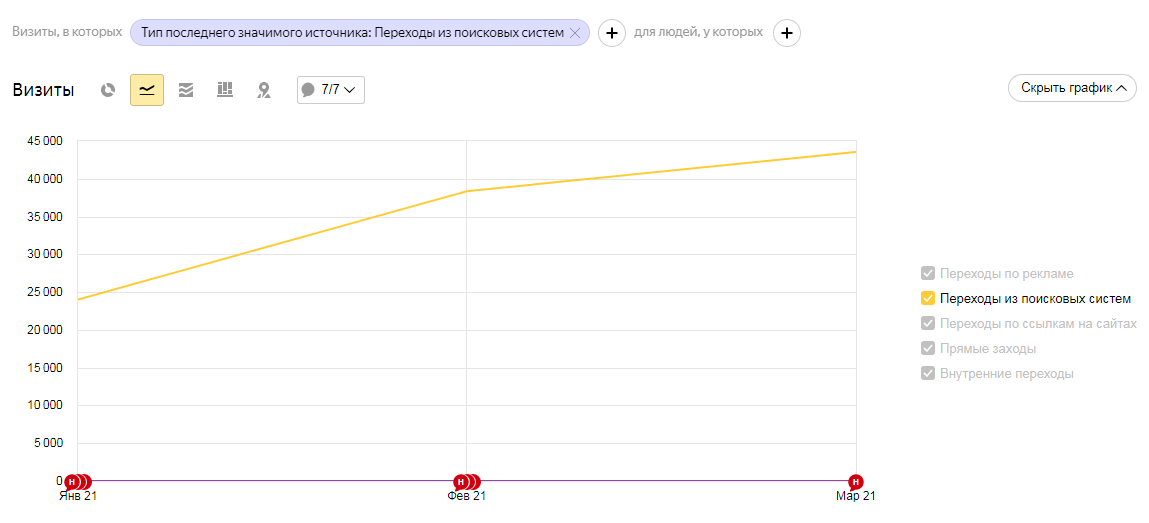 Визиты, в которых Тип последнего значимого источника: Переходы из поисковых систем для людей, у которых
Визиты 7/7 Скрыть график
45 000
40 000
35 000
30 000
25 000
20 000
15 000
10 000
5 000
0
Н Н Н
Янв 21 Фев 21 Мар 21
Переходы по рекламе
Переходы из поисковых систем
Переходы по ссылкам на сайтах
Прямые заходы
Внутренние переходы